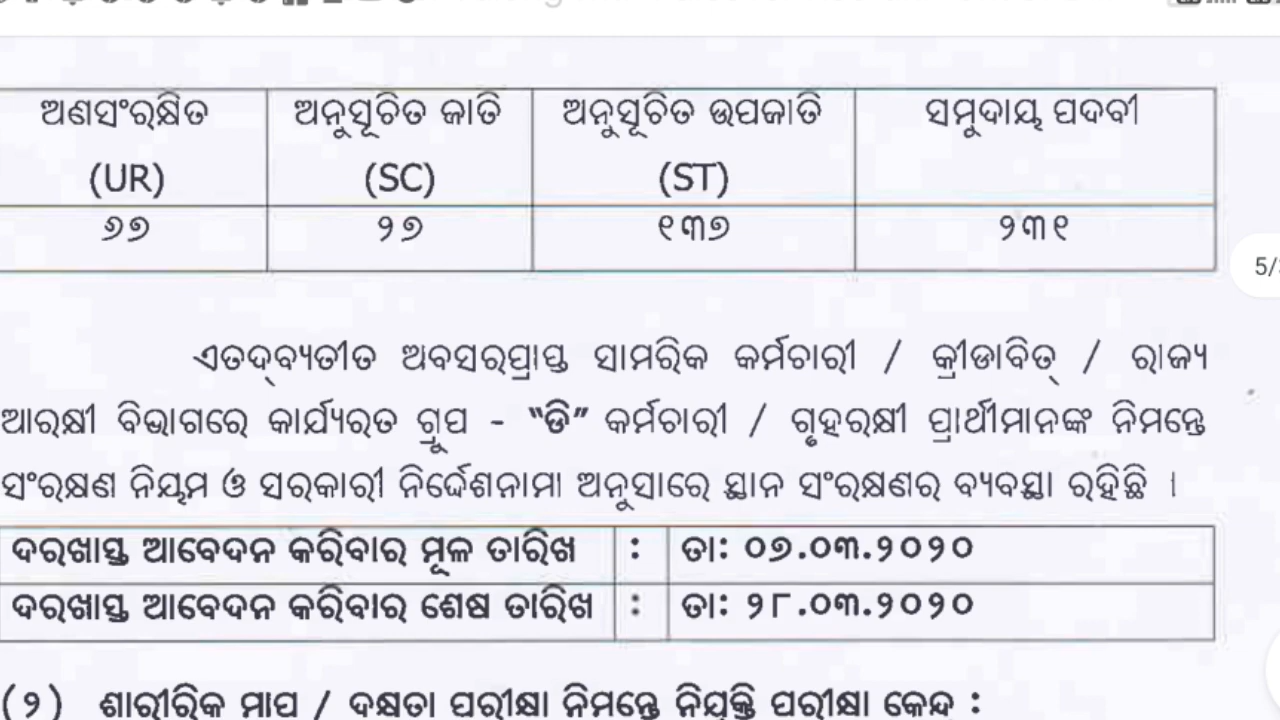 ଅଣସଂରକ୍ଷିତ (UR) ଅନୁସୂଚିତ ଜାତି (SC) ଅନୁସୂଚିତ ଉପଜାତି (ST) ସମୁଦାୟ ପଦବୀ
୬୭ ୨୭ ୧୩୭ ୨୩୧
5/
ଏତଦ୍‌ବ୍ୟତୀତ ଅବସରପ୍ରାପ୍ତ ସାମରିକ କର୍ମଚାରୀ / କ୍ରୀଡାବିତ୍ / ରାଜ୍ୟ
ଆରକ୍ଷୀ ବିଭାଗରେ କାର୍ଯ୍ୟରତ ଗ୍ରୁପ - "ଡି" କର୍ମଚାରୀ / ଗୃହରକ୍ଷୀ ପ୍ରାର୍ଥୀମାନଙ୍କ ନିମନ୍ତେ
ସଂରକ୍ଷଣ ନିୟମ ଓ ସରକାରୀ ନିର୍ଦ୍ଦେଶନାମା ଅନୁସାରେ ସ୍ଥାନ ସଂରକ୍ଷଣର ବ୍ୟବସ୍ଥା ରହିଛି ।
ଦରଖାସ୍ତ ଆବେଦନ କରିବାର ମୂଳ ତାରିଖ : ତା: ୦୭.୦୩.୨୦୨୦
ଦରଖାସ୍ତ ଆବେଦନ କରିବାର ଶେଷ ତାରିଖ : ତା: ୨୮.୦୩.୨୦୨୦
(୨) ଶାରୀରିକ ମାପ / ଦକ୍ଷତା ପରୀକ୍ଷା ନିମନ୍ତେ ନିଯୁକ୍ତି ପରୀକ୍ଷା କେନ୍ଦ୍ର :